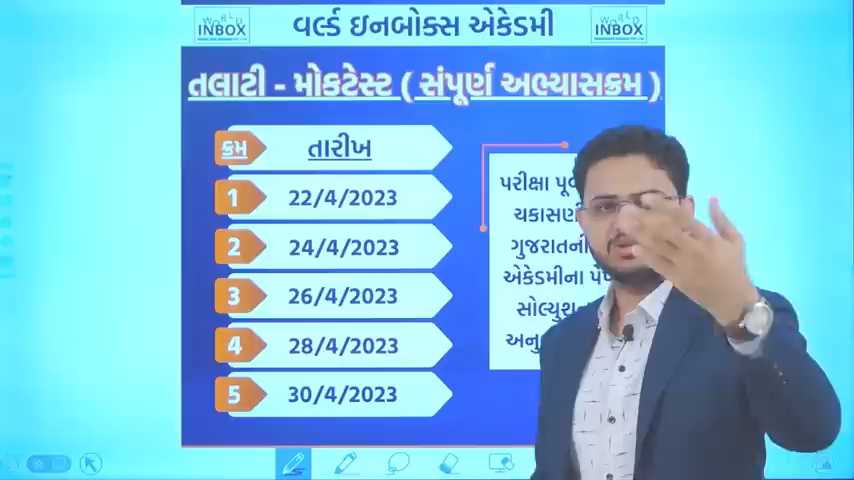 WORLD
INBOX
વર્લ્ડ ઇનબોક્સ એકેડમી
WORLD
INBOX
તલાટી - મોકટેસ્ટ ( સંપૂર્ણ અભ્યાસક્રમ )
ક્રમ તારીખ
1 22/4/2023
2 24/4/2023
3 26/4/2023
4 28/4/2023
5 30/4/2023
પરીક્ષા
ચકાસણી
ગુજરાતની
એકેડમીના